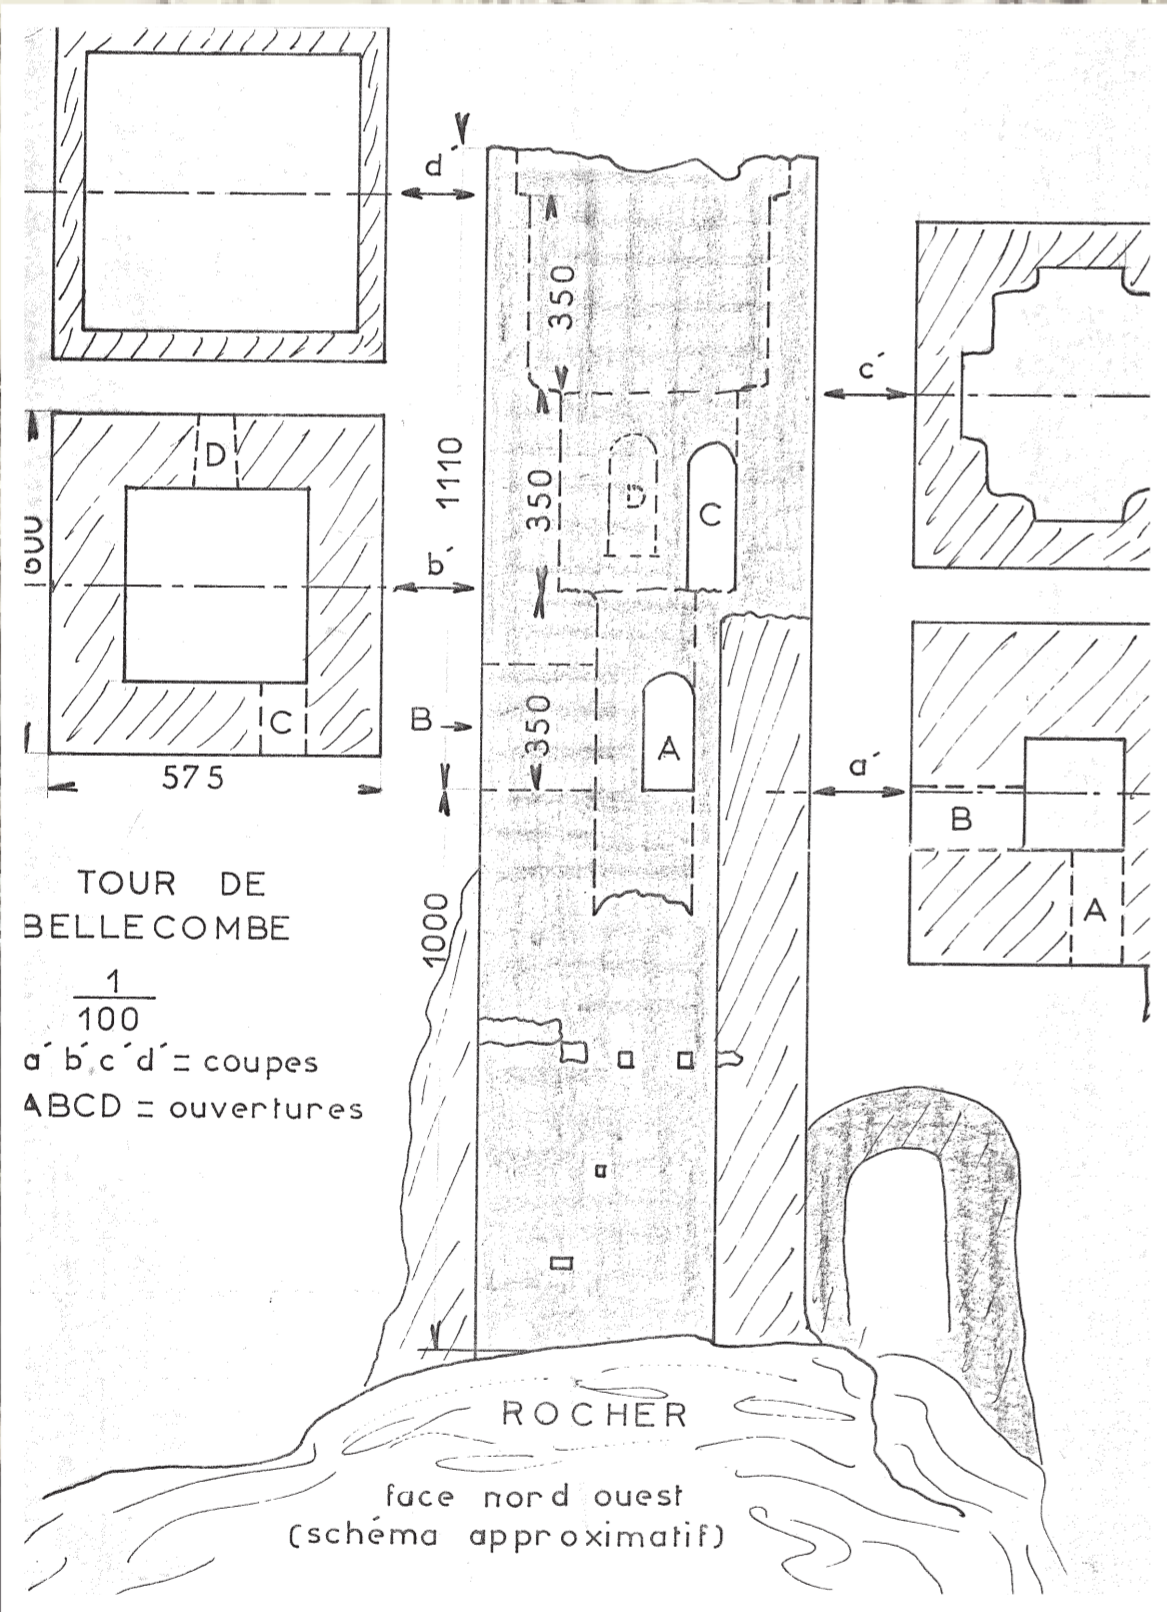 d´
350
c´
1110
D
C
350
C
600
b´
B
350
A
a´
B
575
A
TOUR DE
BELLECOMBE
1000
1
100
a´ b´ c´ d´ = coupes
ABCD = ouvertures
ROCHER
face nord ouest
(schéma approximatif)